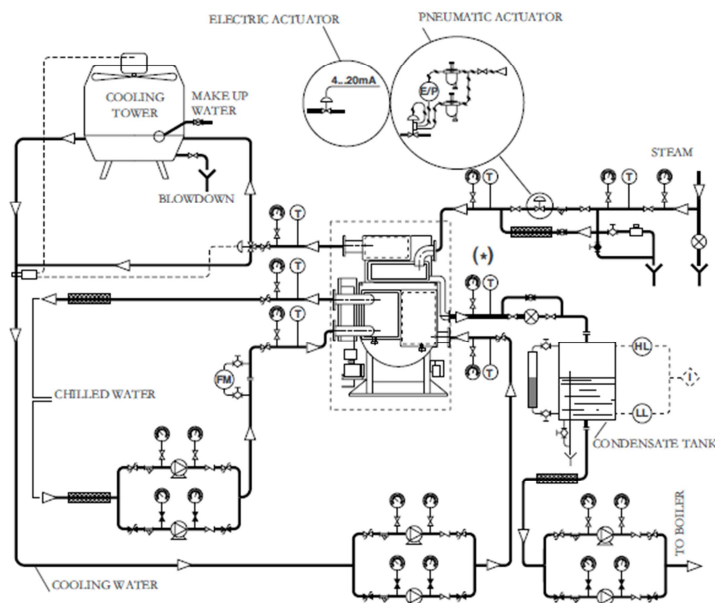 ELECTRIC ACTUATOR
PNEUMATIC ACTUATOR
4...20mA
E/P
COOLING
TOWER
MAKE UP
WATER
BLOWDOWN
STEAM
T
T
T
T
(*)
T
T
T
FM
CHILLED WATER
T
HL
I
LL
CONDENSATE TANK
TO BOILER
COOLING WATER